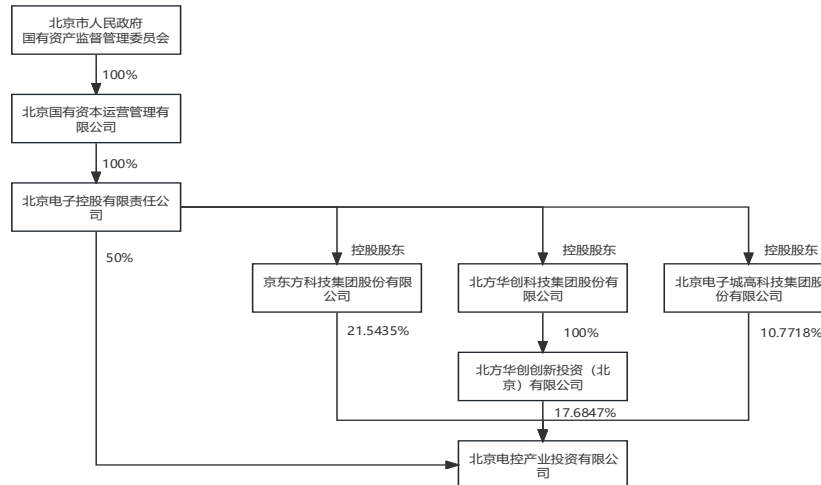 北京市人民政府
国有资产监督管理委员会
100%
北京国有资本运营管理有
限公司
100%
北京电子控股有限责任公
司
50%
控股股东
控股股东
控股股东
京东方科技集团股份有限
公司
北方华创科技集团股份有
限公司
北京电子城高科技集团股
份有限公司
21.5435%
100%
10.7718%
北方华创创新投资（北
京）有限公司
17.6847%
北京电控产业投资有限公
司